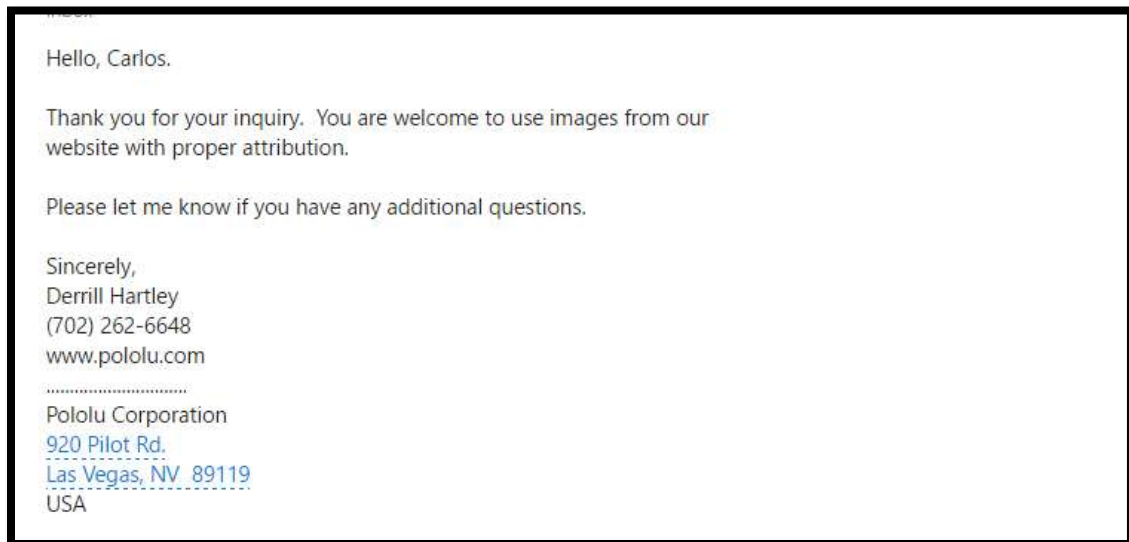 Hello, Carlos.
Thank you for your inquiry.  You are welcome to use images from our
website with proper attribution.
Please let me know if you have any additional questions.
Sincerely,
Derrill Hartley
(702) 262-6648
www.pololu.com
..............................
Pololu Corporation
920 Pilot Rd.
Las Vegas, NV  89119
USA